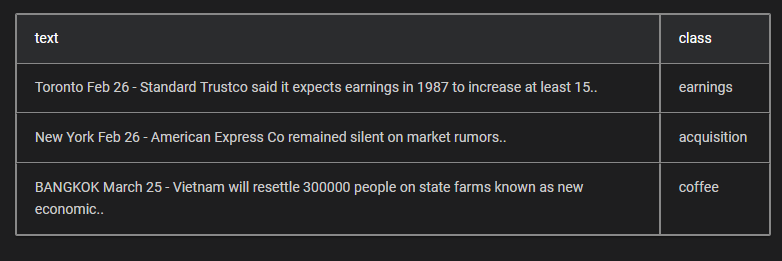 text class
Toronto Feb 26 - Standard Trustco said it expects earnings in 1987 to increase at least 15.. earnings
New York Feb 26 - American Express Co remained silent on market rumors.. acquisition
BANGKOK March 25 - Vietnam will resettle 300000 people on state farms known as new coffee
economic..